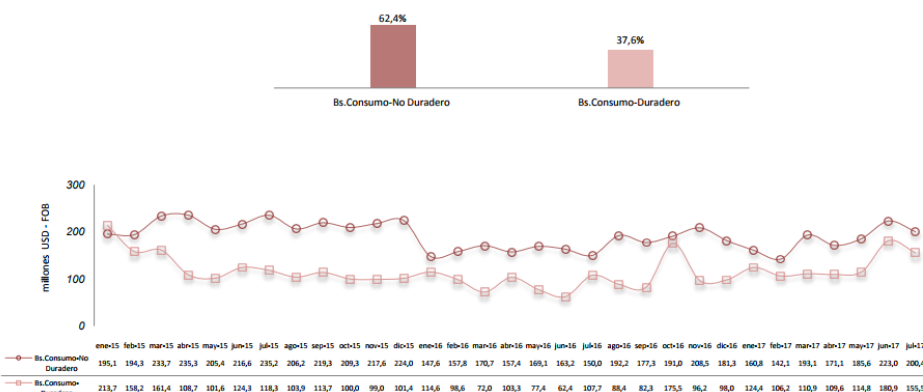 62,4%
37,6%
Bs.Consumo-No Duradero Bs.Consumo-Duradero
millones USD - FOB
300
200
100
0
ene-15 feb-15 mar-15 abr-15 may-15 jun-15 jul-15 ago-15 sep-15 oct-15 nov-15 dic-15 ene-16 feb-16 mar-16 abr-16 may-16 jun-16 jul-16 ago-16 sep-16 oct-16 nov-16 dic-16 ene-17 feb-17 mar-17 abr-17 may-17 jun-17 jul-17
Bs.Consumo-No
Duradero
195,1 194,3 233,7 235,3 205,4 216,6 235,2 206,2 219,3 209,3 217,6 224,0 147,6 157,8 170,7 157,4 169,1 163,2 150,0 192,2 177,3 191,0 208,5 181,3 160,8 142,1 193,1 171,1 185,6 223,0 200,4
Bs.Consumo-
213,7 158,2 161,4 108,7 101,6 124,3 118,3 103,9 113,7 100,0 99,0 101,4 114,6 98,6 72,0 103,3 77,4 62,4 107,7 88,4 82,3 175,5 96,2 98,0 124,4 106,2 110,9 109,6 114,8 180,9 155,1